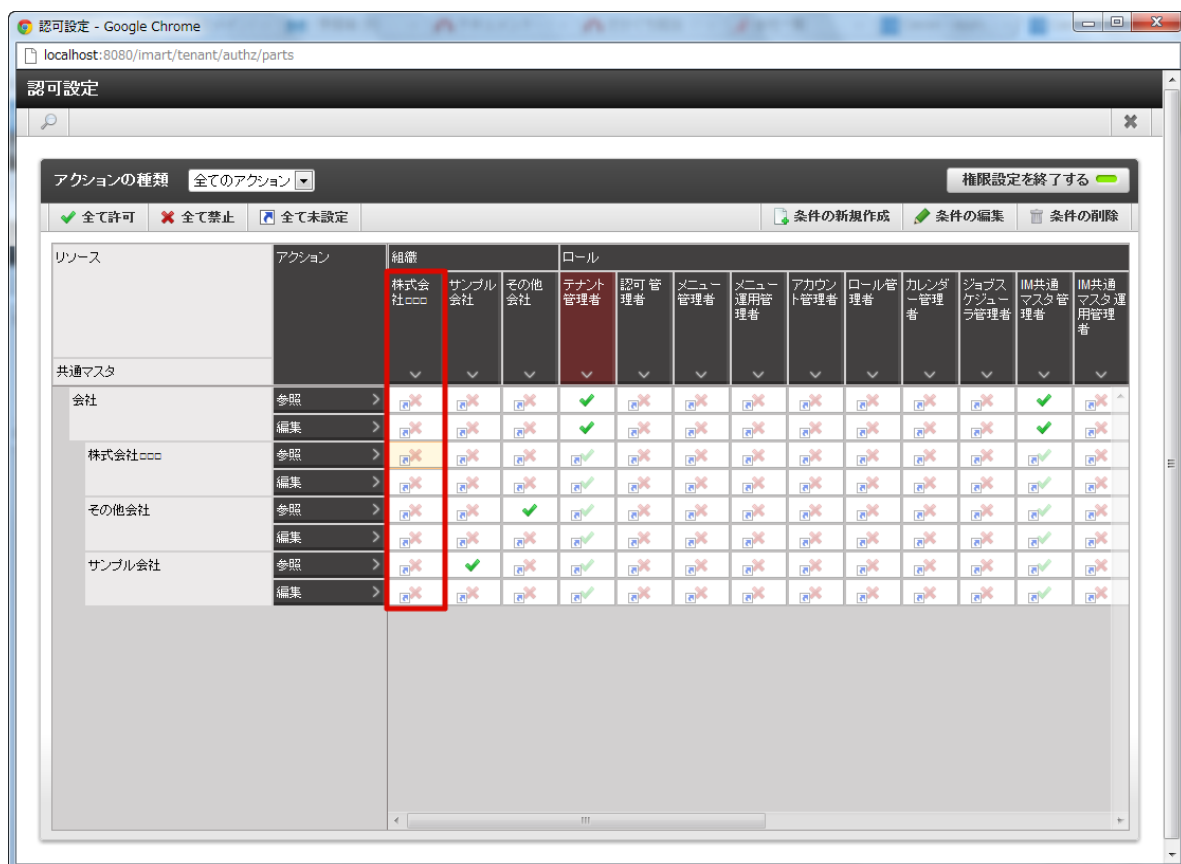 認可設定 - Google Chrome
localhost:8080/imart/tenant/authz/parts
認可設定
アクションの種類 全てのアクション 権限設定を終了する
全て許可 全て禁止 全て未設定 条件の新規作成 条件の編集 条件の削除
リソース アクション 組織 ロール
株式会社□□□ サンプル会社 その他会社 テナント管理者 認可管理者 メニュー管理者 メニュー運用管理者 アカウント管理者 ロール管理者 カレンダー管理者 ジョブスケジューラ管理者 IM共通マスタ管理者 IM共通マスタ運用管理者
共通マスタ
会社 参照
編集
株式会社□□□ 参照
編集
その他会社 参照
編集
サンプル会社 参照
編集